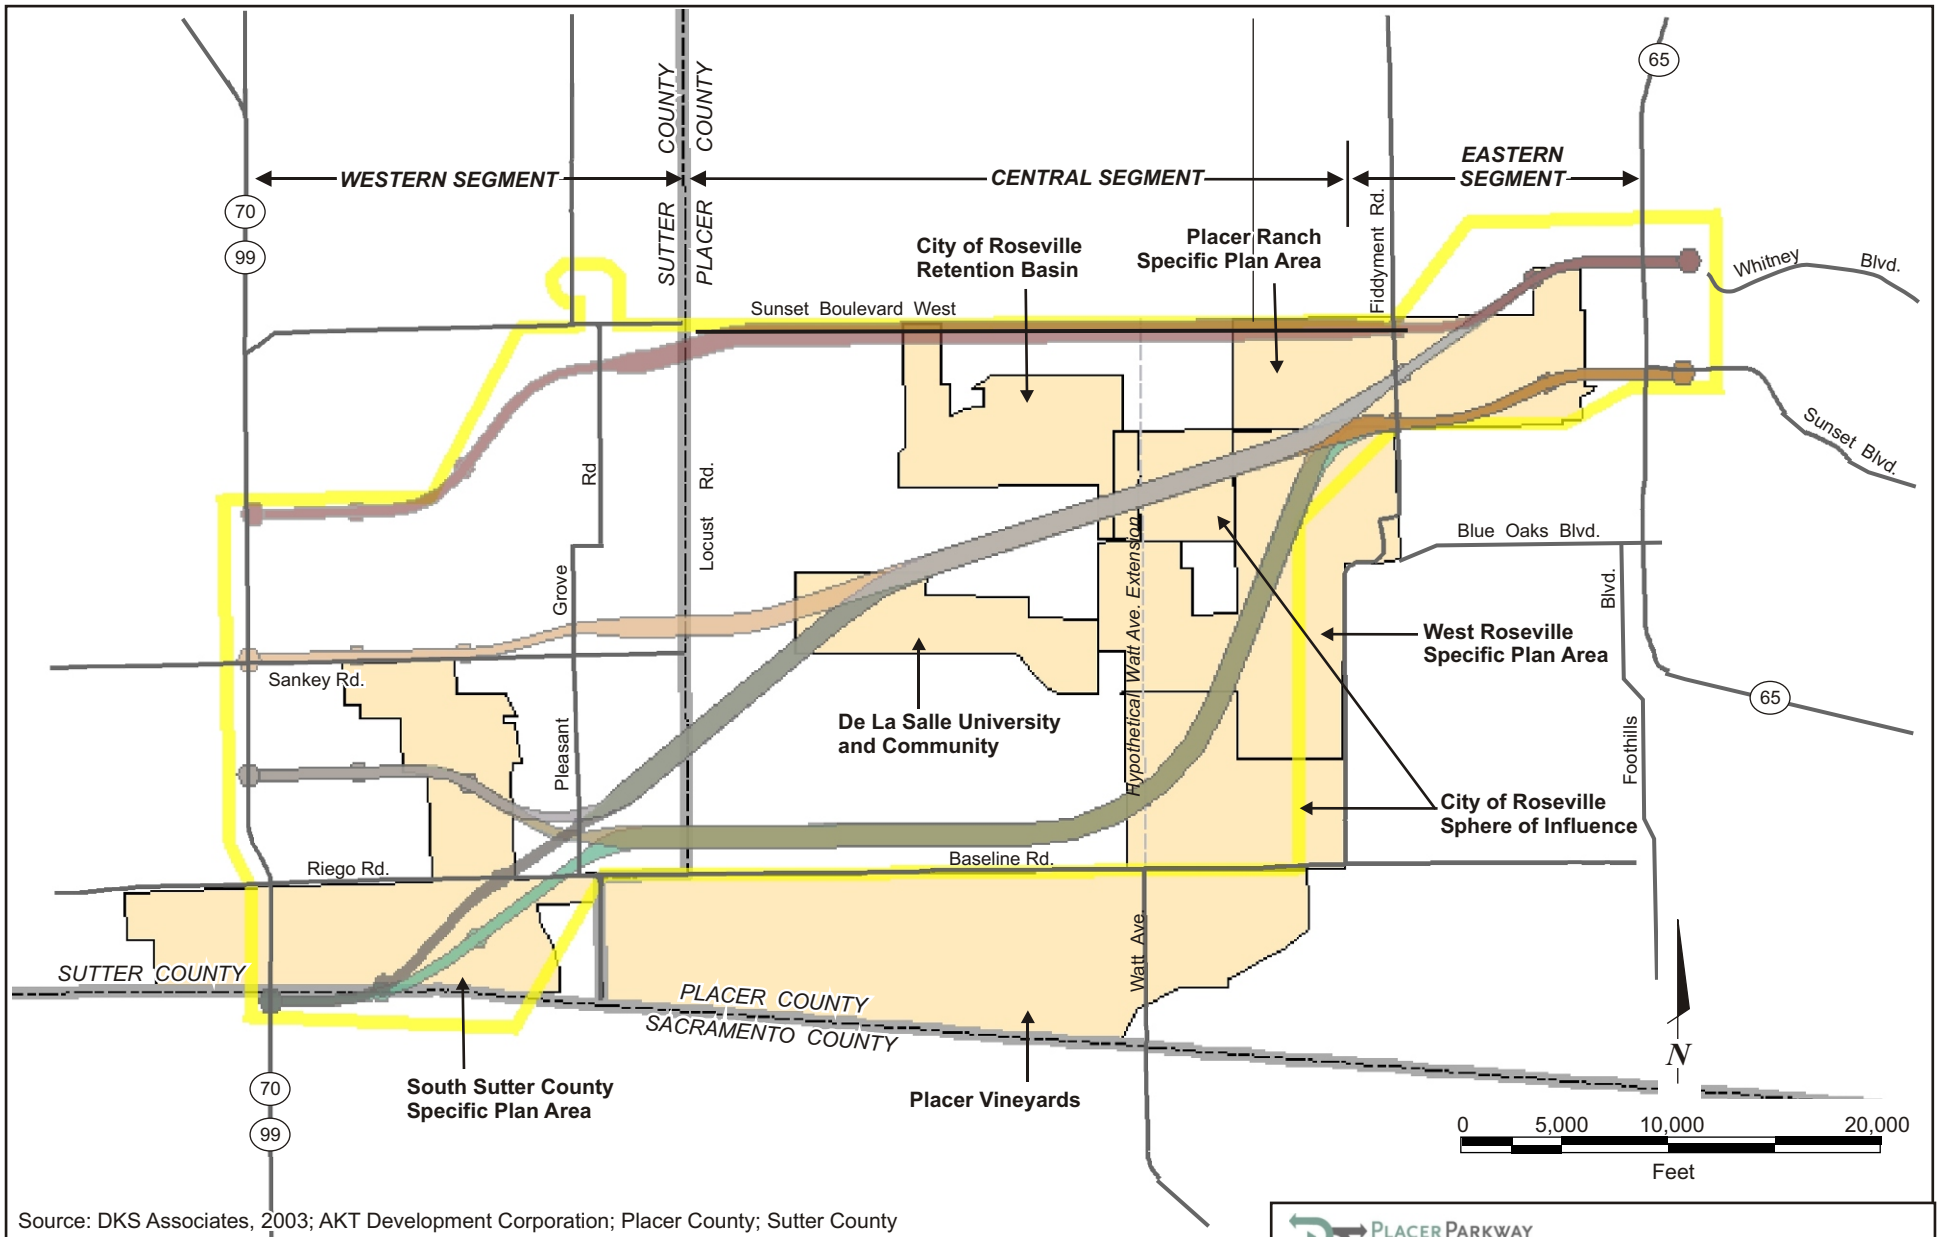 65
EASTERN
SEGMENT
WESTERN SEGMENT
CENTRAL SEGMENT
SUTTER COUNTY
PLACER COUNTY
70
99
Fiddyment Rd.
City of Roseville
Retention Basin
Placer Ranch
Specific Plan Area
Whitney Blvd.
Sunset Boulevard West
Sunset Blvd.
Pleasant Grove Rd
Locust Rd.
Hypothetical Watt Ave. Extension
Blue Oaks Blvd.
Foothills Blvd.
West Roseville
Specific Plan Area
Sankey Rd.
65
De La Salle University
and Community
City of Roseville
Sphere of Influence
Riego Rd.
Baseline Rd.
Watt Ave.
SUTTER COUNTY
PLACER COUNTY
SACRAMENTO COUNTY
70
99
South Sutter County
Specific Plan Area
Placer Vineyards
N
0 5,000 10,000 20,000
Feet
Source: DKS Associates, 2003; AKT Development Corporation; Placer County; Sutter County
PLACER PARKWAY